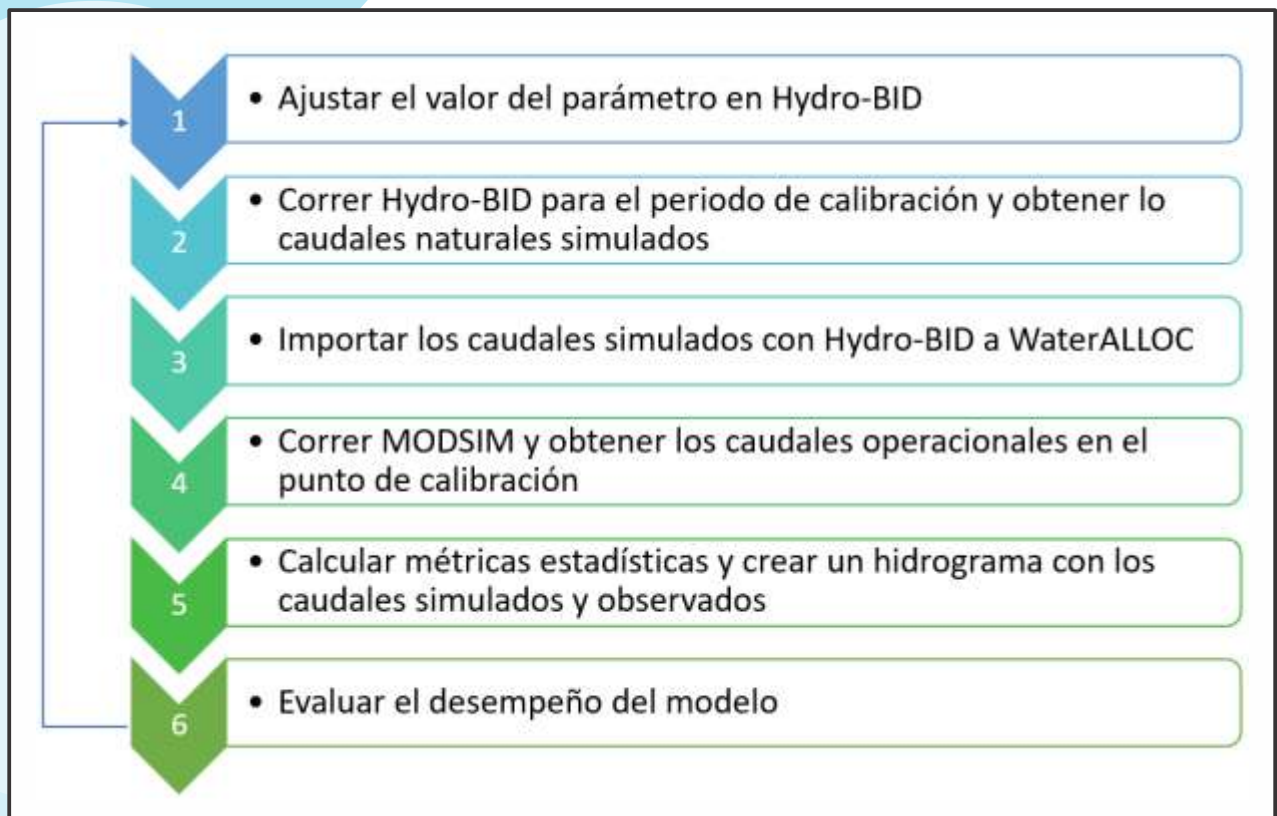 1
• Ajustar el valor del parámetro en Hydro-BID
2
• Correr Hydro-BID para el periodo de calibración y obtener lo
caudales naturales simulados
3
• Importar los caudales simulados con Hydro-BID a WaterALLOC
4
• Correr MODSIM y obtener los caudales operacionales en el
punto de calibración
5
• Calcular métricas estadísticas y crear un hidrograma con los
caudales simulados y observados
6
• Evaluar el desempeño del modelo